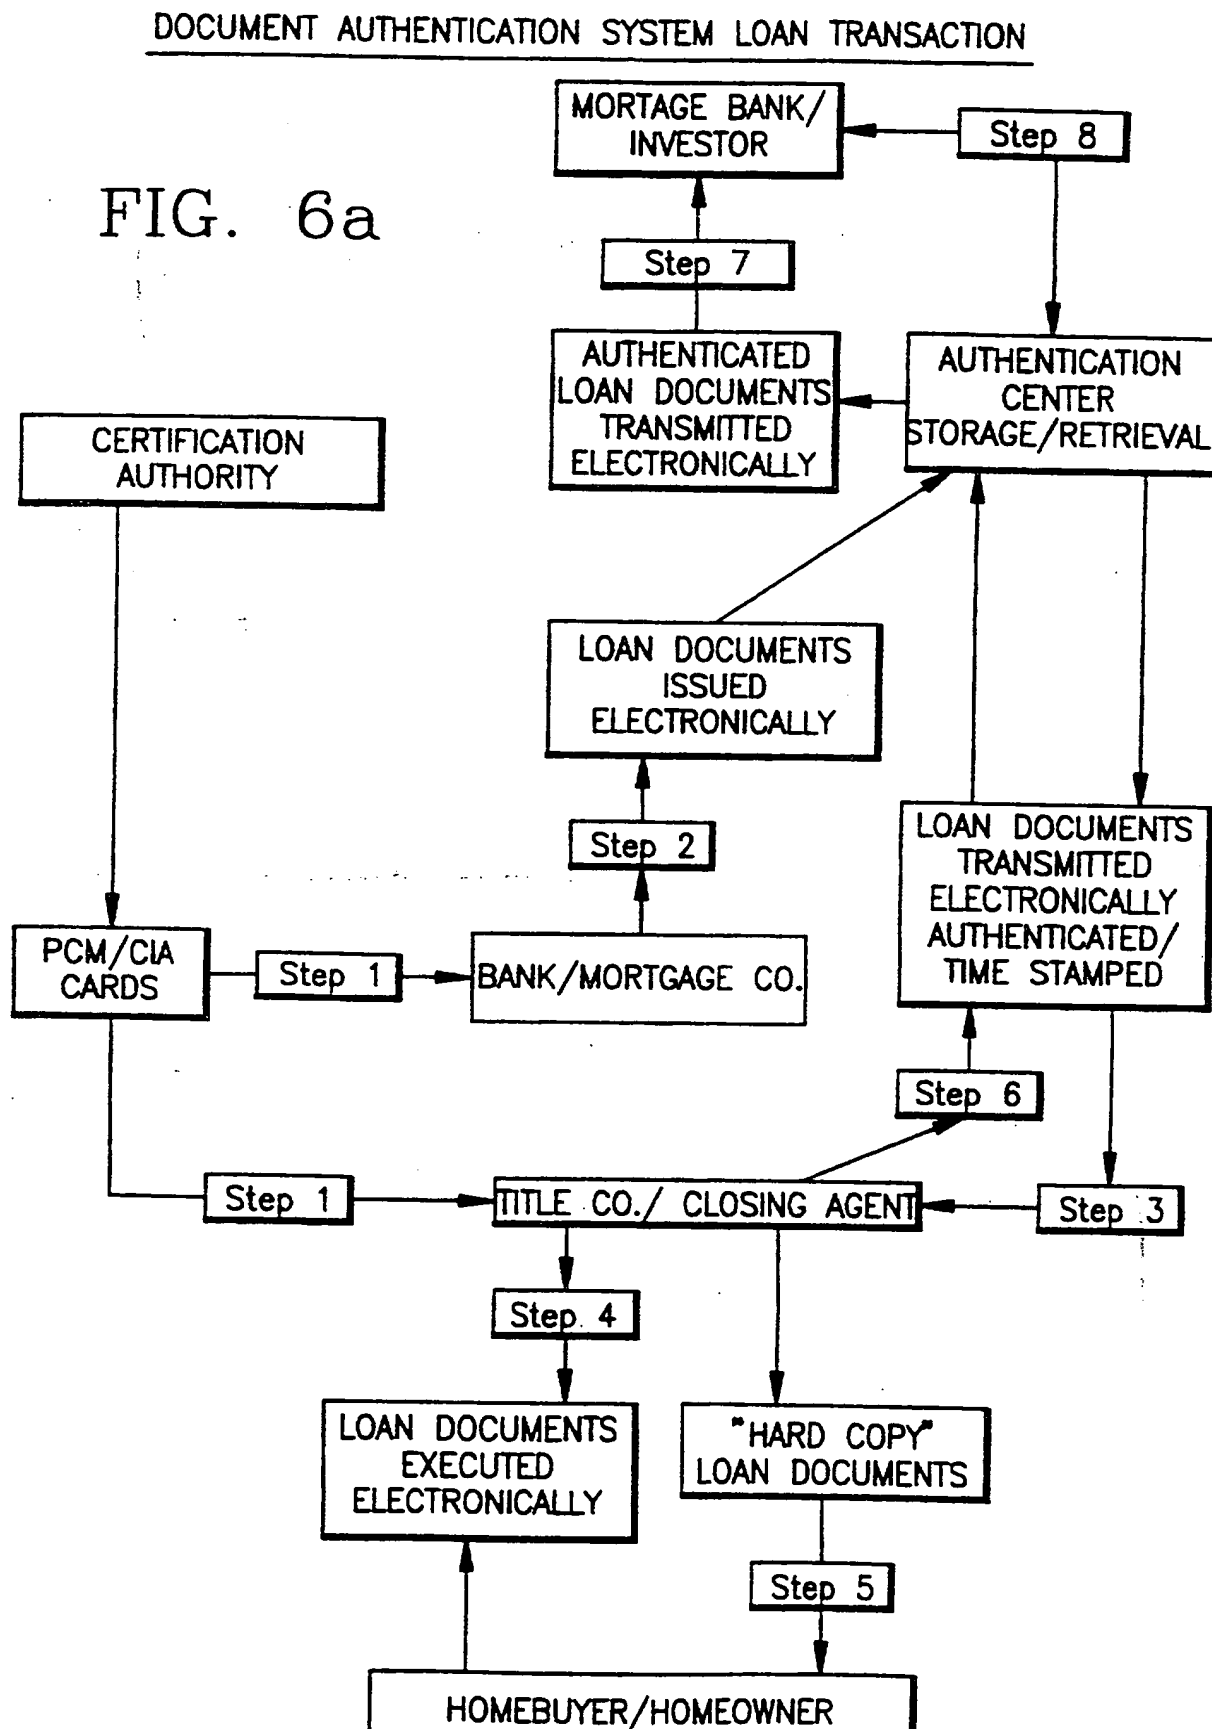 DOCUMENT AUTHENTICATION SYSTEM LOAN TRANSACTION
MORTAGE BANK/
INVESTOR
Step 8
FIG. 6a
Step 7
AUTHENTICATED
LOAN DOCUMENTS
TRANSMITTED
ELECTRONICALLY
AUTHENTICATION
CENTER
STORAGE/RETRIEVAL
CERTIFICATION
AUTHORITY
LOAN DOCUMENTS
ISSUED
ELECTRONICALLY
Step 2
LOAN DOCUMENTS
TRANSMITTED
ELECTRONICALLY
AUTHENTICATED/
TIME STAMPED
PCM/CIA
CARDS
Step 1
BANK/MORTGAGE CO.
Step 6
Step 1
TITLE CO./ CLOSING AGENT
Step 3
Step 4
LOAN DOCUMENTS
EXECUTED
ELECTRONICALLY
"HARD COPY"
LOAN DOCUMENTS
Step 5
HOMEBUYER/HOMEOWNER